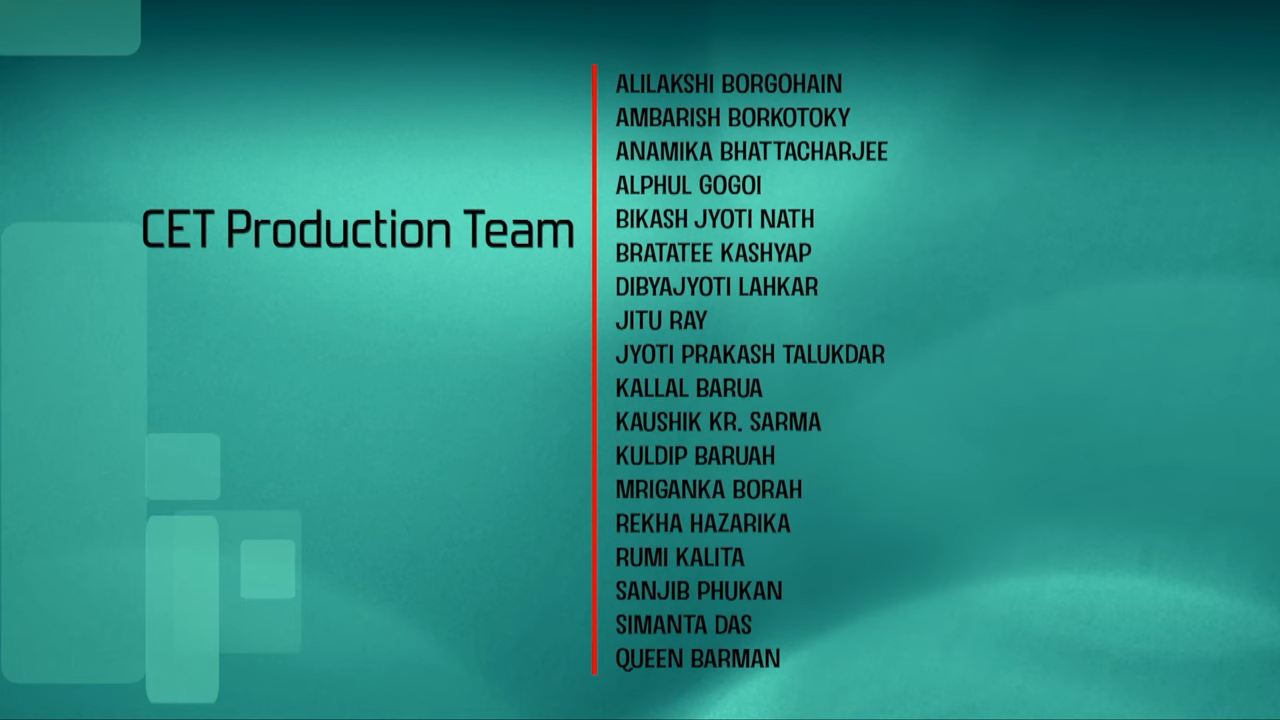 CET Production Team
ALILAKSHI BORGOHAIN
AMBARISH BORKOTOKY
ANAMIKA BHATTACHARJEE
ALPHUL GOGOI
BIKASH JYOTI NATH
BRATATEE KASHYAP
DIBYAJYOTI LAHKAR
JITU RAY
JYOTI PRAKASH TALUKDAR
KALLAL BARUA
KAUSHIK KR. SARMA
KULDIP BARUAH
MRIGANKA BORAH
REKHA HAZARIKA
RUMI KALITA
SANJIB PHUKAN
SIMANTA DAS
QUEEN BARMAN